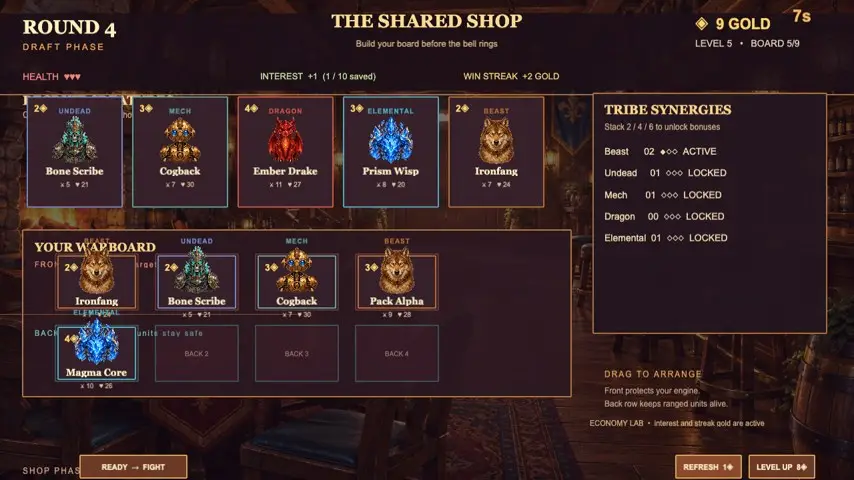 ROUND 4
DRAFT PHASE
THE SHARED SHOP
Build your board before the bell rings
9 GOLD
7s
LEVEL 5 • BOARD 5/9
HEALTH ♥♥♥
INTEREST +1 (1 / 10 saved)
WIN STREAK +2 GOLD
2 UNDEAD
Bone Scribe
x 5 ♥ 21
3 MECH
Cogback
x 7 ♥ 30
4 DRAGON
Ember Drake
x 11 ♥ 27
3 ELEMENTAL
Prism Wisp
x 8 ♥ 20
2 BEAST
Ironfang
x 7 ♥ 24
TRIBE SYNERGIES
Stack 2 / 4 / 6 to unlock bonuses
Beast 02 ◆◇◇ ACTIVE
Undead 01 ◇◇◇ LOCKED
Mech 01 ◇◇◇ LOCKED
Dragon 00 ◇◇◇ LOCKED
Elemental 01 ◇◇◇ LOCKED
YOUR WARBOARD
BEAST
2
Ironfang
UNDEAD
2
Bone Scribe
x 5 ♥ 21
MECH
3
Cogback
x 7 ♥ 30
BEAST
3
Pack Alpha
x 9 ♥ 28
ELEMENTAL
4
Magma Core
x 10 ♥ 26
units stay safe
BACK 2
BACK 3
BACK 4
DRAG TO ARRANGE
Front protects your engine.
Back row keeps ranged units alive.
ECONOMY LAB • interest and streak gold are active
SHOP PHAS
READY → FIGHT
REFRESH 1
LEVEL UP 8